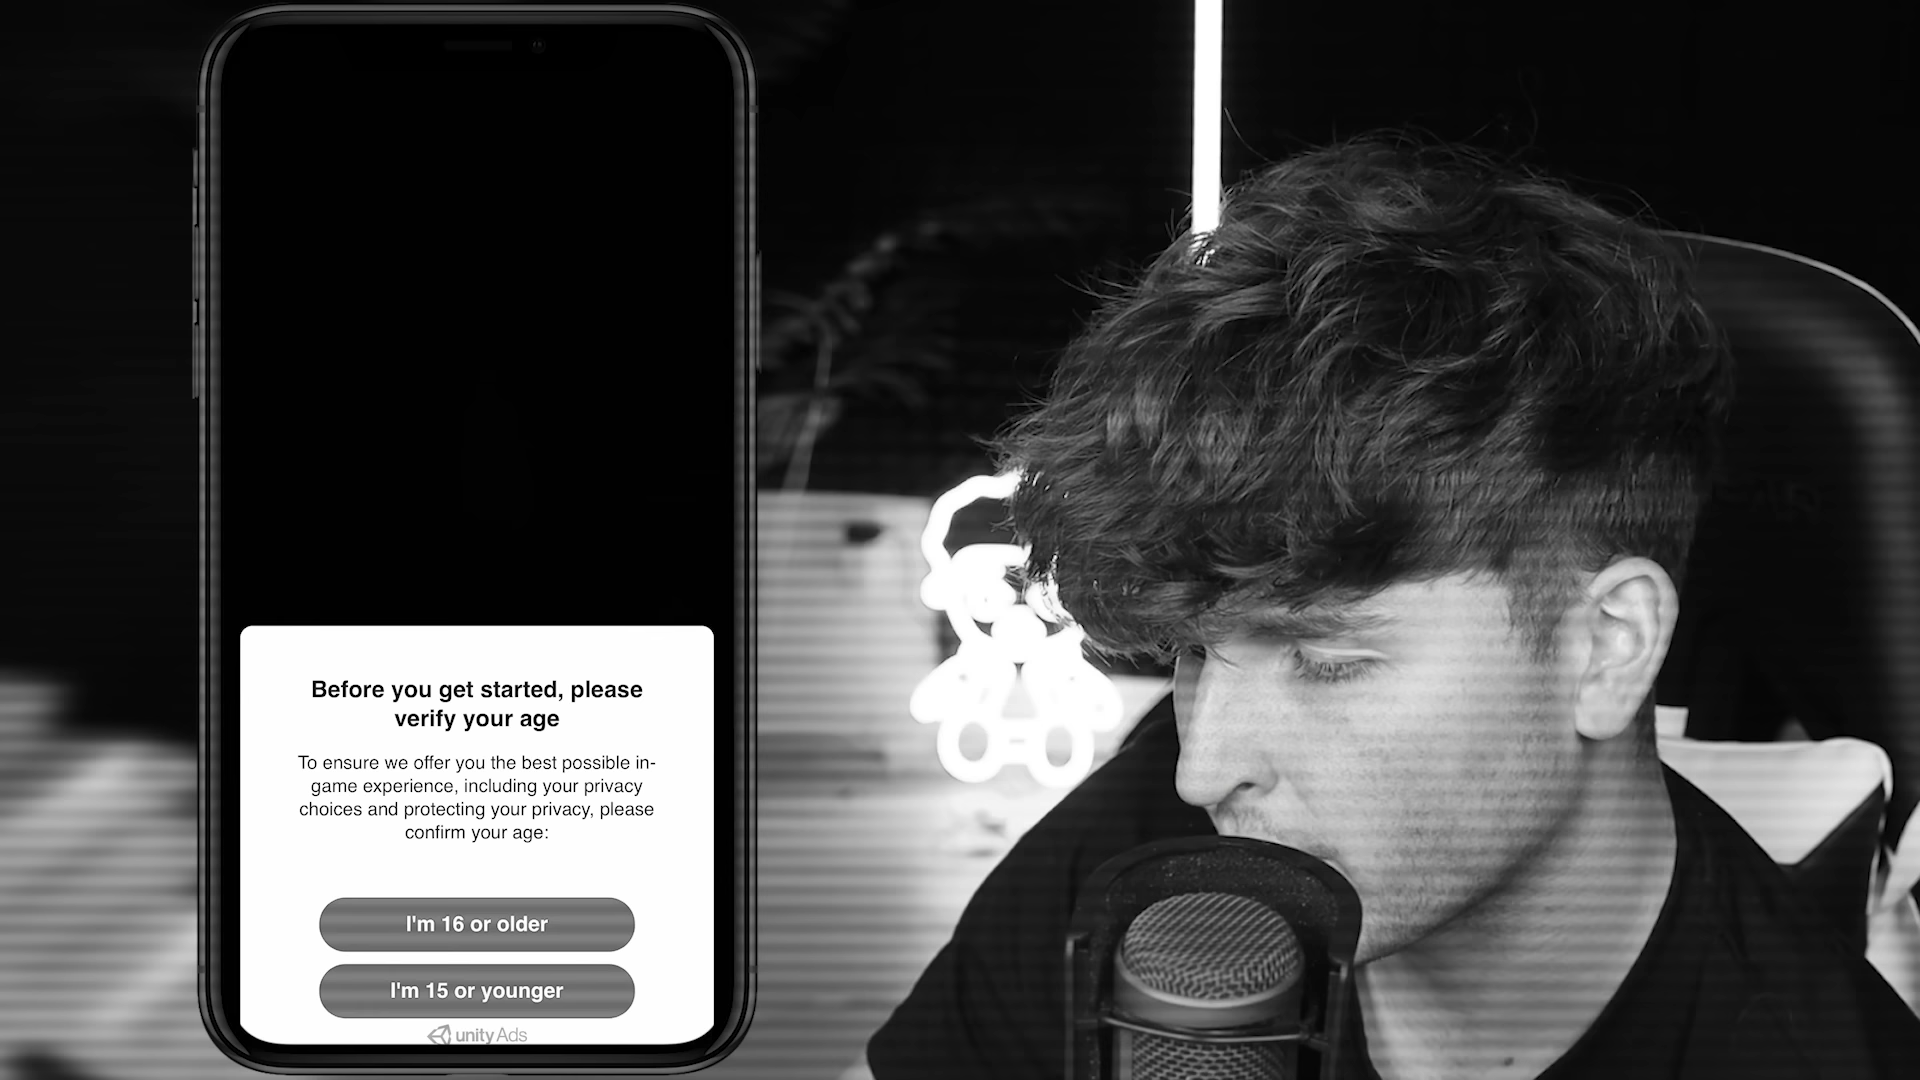 Before you get started, please
verify your age
To ensure we offer you the best possible in-
game experience, including your privacy
choices and protecting your privacy, please
confirm your age:
I'm 16 or older
I'm 15 or younger
unity Ads